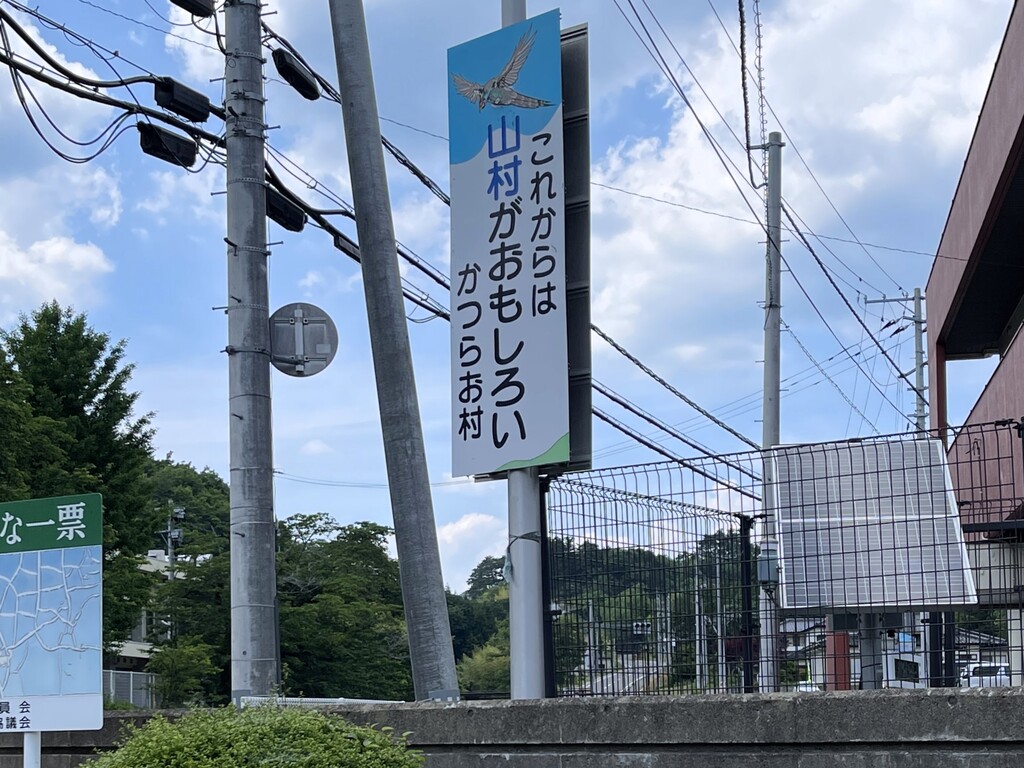 これからは
山村がおもしろい
かつらお村
な一票
員会
協議会